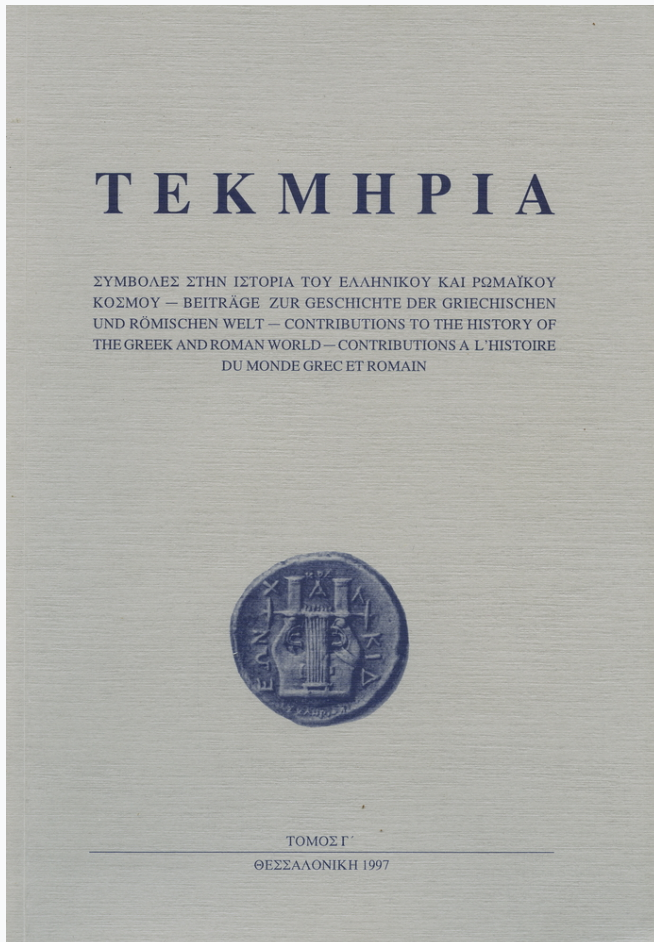 ΤΕΚΜΗΡΙΑ
ΣΥΜΒΟΛΕΣ ΣΤΗΝ ΙΣΤΟΡΙΑ ΤΟΥ ΕΛΛΗΝΙΚΟΥ ΚΑΙ ΡΩΜΑΪΚΟΥ
ΚΟΣΜΟΥ — BEITRÄGE ZUR GESCHICHTE DER GRIECHISCHEN
UND RÖMISCHEN WELT — CONTRIBUTIONS TO THE HISTORY OF
THE GREEK AND ROMAN WORLD — CONTRIBUTIONS A L'HISTOIRE
DU MONDE GREC ET ROMAIN
Χ Α Λ
ΕΩΝ ΚΙΔ
ΤΟΜΟΣ Γ΄
ΘΕΣΣΑΛΟΝΙΚΗ 1997